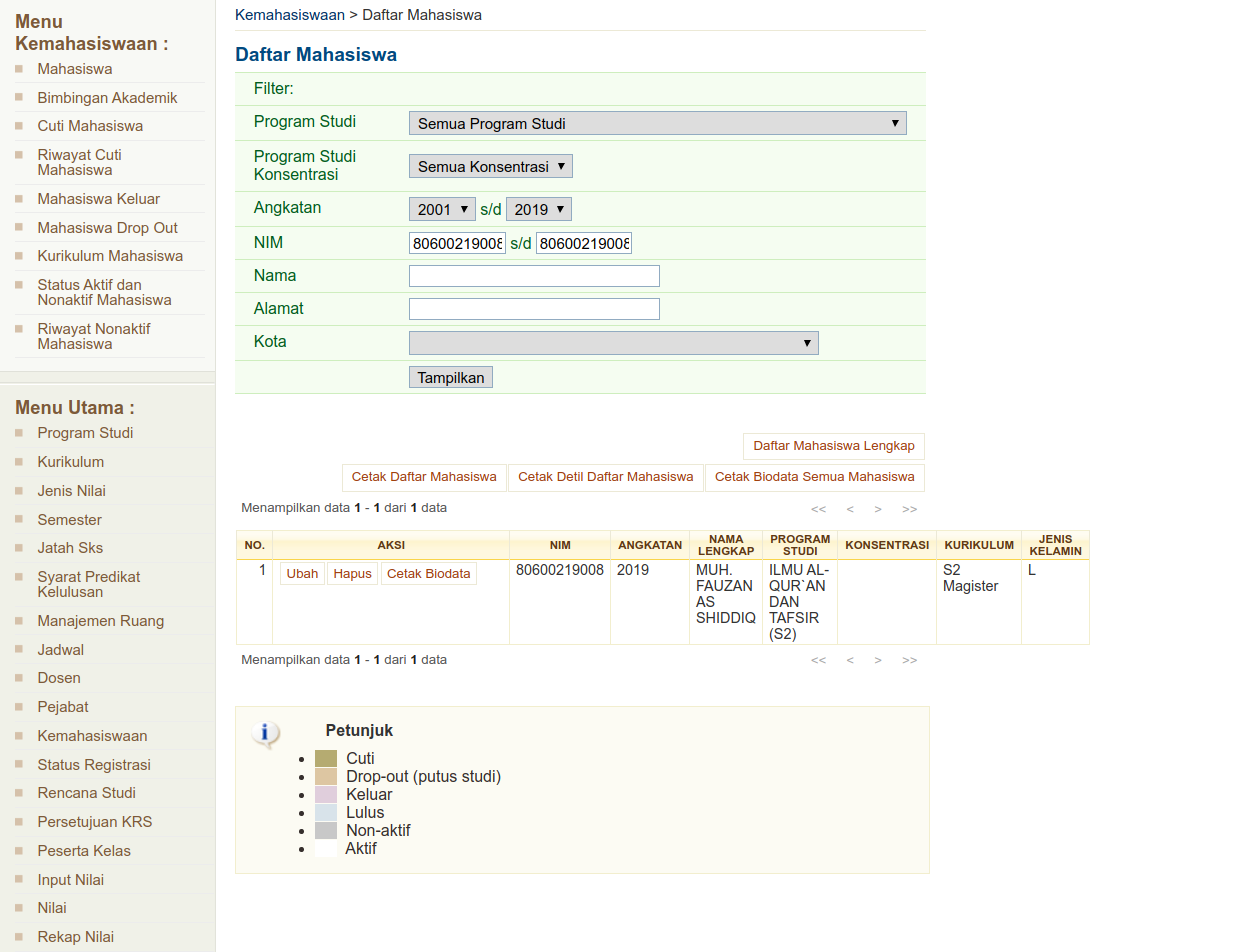 Menu
Kemahasiswaan :
Mahasiswa
Bimbingan Akademik
Cuti Mahasiswa
Riwayat Cuti
Mahasiswa
Mahasiswa Keluar
Mahasiswa Drop Out
Kurikulum Mahasiswa
Status Aktif dan
Nonaktif Mahasiswa
Riwayat Nonaktif
Mahasiswa
Menu Utama :
Program Studi
Kurikulum
Jenis Nilai
Semester
Jatah Sks
Syarat Predikat
Kelulusan
Manajemen Ruang
Jadwal
Dosen
Pejabat
Kemahasiswaan
Status Registrasi
Rencana Studi
Persetujuan KRS
Peserta Kelas
Input Nilai
Nilai
Rekap Nilai
Kemahasiswaan > Daftar Mahasiswa
Daftar Mahasiswa
Filter:
Program Studi Semua Program Studi
Program Studi
Konsentrasi Semua Konsentrasi
Angkatan 2001 s/d 2019
NIM 80600219008 s/d 80600219008
Nama
Alamat
Kota
Tampilkan
Daftar Mahasiswa Lengkap
Cetak Daftar Mahasiswa Cetak Detil Daftar Mahasiswa Cetak Biodata Semua Mahasiswa
Menampilkan data 1 - 1 dari 1 data << < > >>
NO. AKSI NIM ANGKATAN NAMA LENGKAP PROGRAM STUDI KONSENTRASI KURIKULUM JENIS KELAMIN
1 Ubah Hapus Cetak Biodata 80600219008 2019 MUH. FAUZAN AS SHIDDIQ ILMU AL-QUR`AN DAN TAFSIR (S2) S2 Magister L
Menampilkan data 1 - 1 dari 1 data << < > >>
Petunjuk
Cuti
Drop-out (putus studi)
Keluar
Lulus
Non-aktif
Aktif